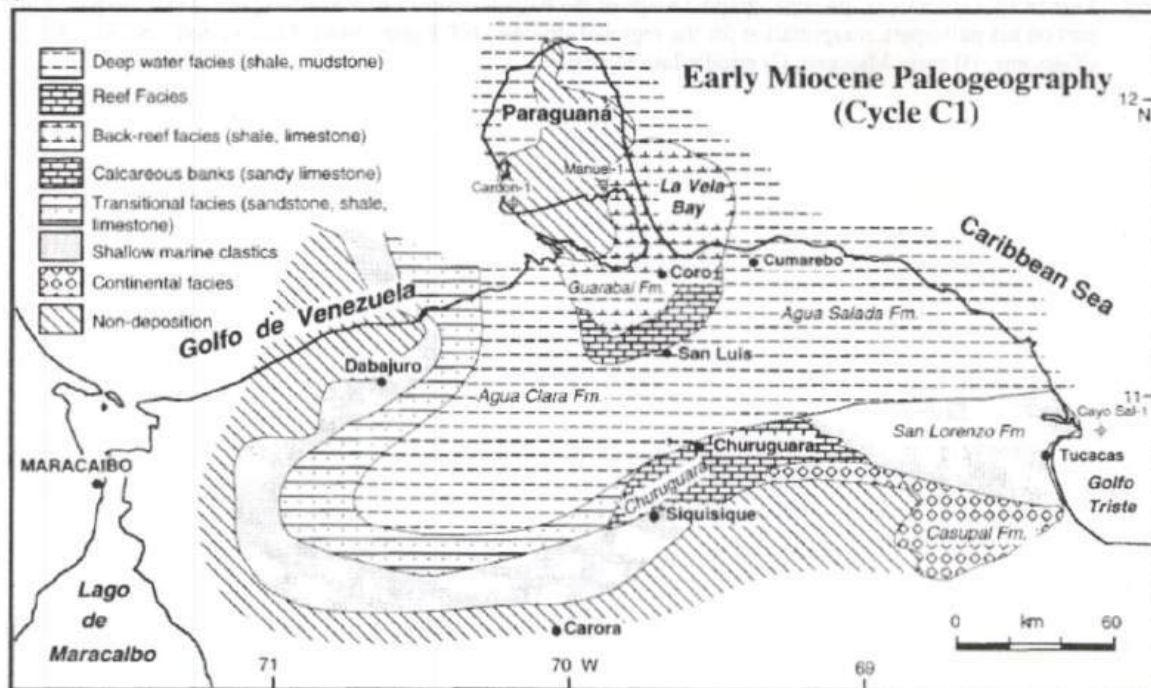 Early Miocene Paleogeography
(Cycle C1)
Deep water facies (shale, mudstone)
Reef Facies
Back-reef facies (shale, limestone)
Calcareous banks (sandy limestone)
Transitional facies (sandstone, shale,
limestone)
Shallow marine clastics
Continental facies
Non-deposition
12
N
Paraguaná
Manuel-1
Cardon-1
La Vela
Bay
Caribbean Sea
Coro
Cumarebo
Guarabal Fm.
Golfo de Venezuela
Agua Salada Fm.
San Luis
Dabajuro
Agua Clara Fm.
11
Cayo Sal-1
San Lorenzo Fm
Churuguara
Churuguara
MARACAIBO
Tucacas
Golfo
Triste
Siquisique
Casupal Fm.
Lago
de
Maracalbo
Carora
0 km 60
71
70 W
69